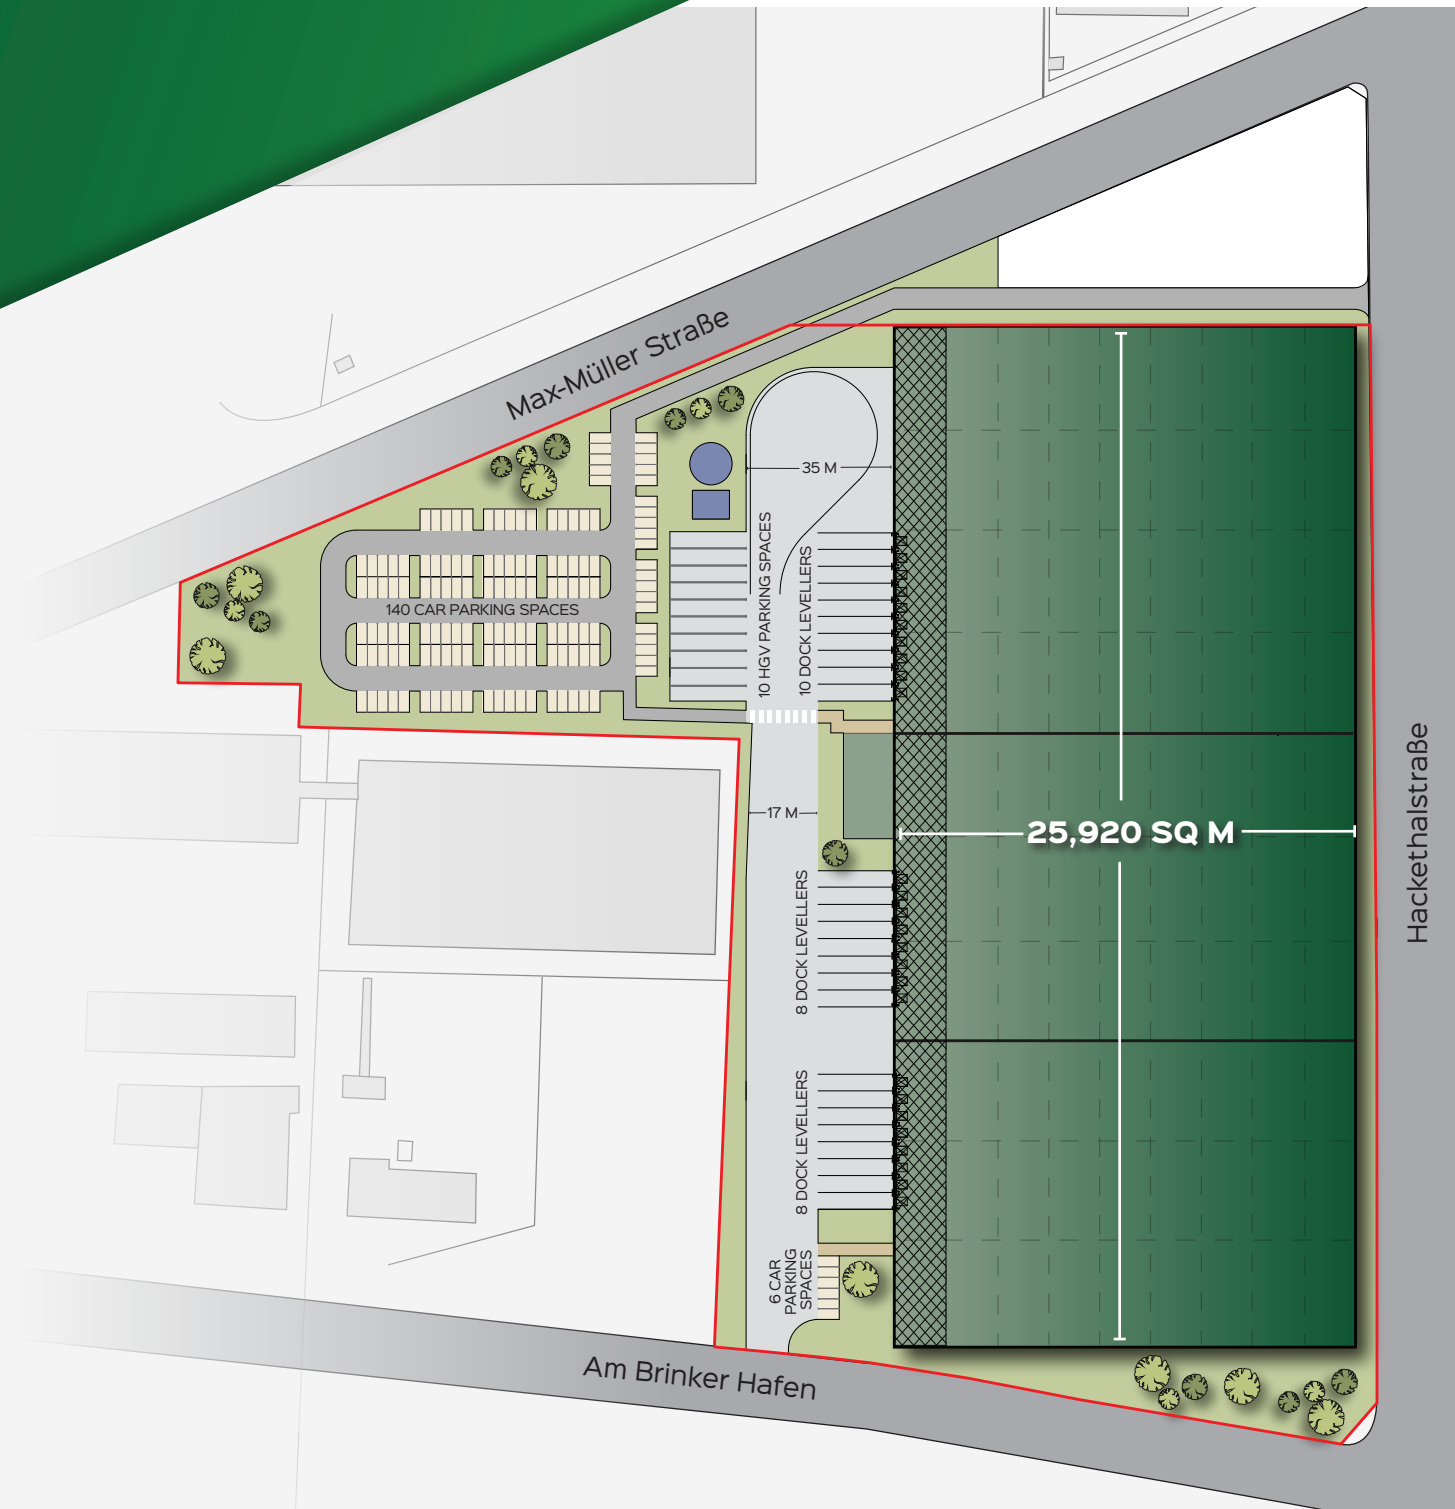 Max-Müller Straße
35 M
10 HGV PARKING SPACES
10 DOCK LEVELLERS
140 CAR PARKING SPACES
17 M
25,920 SQ M
Hackethalstraße
8 DOCK LEVELLERS
8 DOCK LEVELLERS
6 CAR
PARKING
SPACES
Am Brinker Hafen